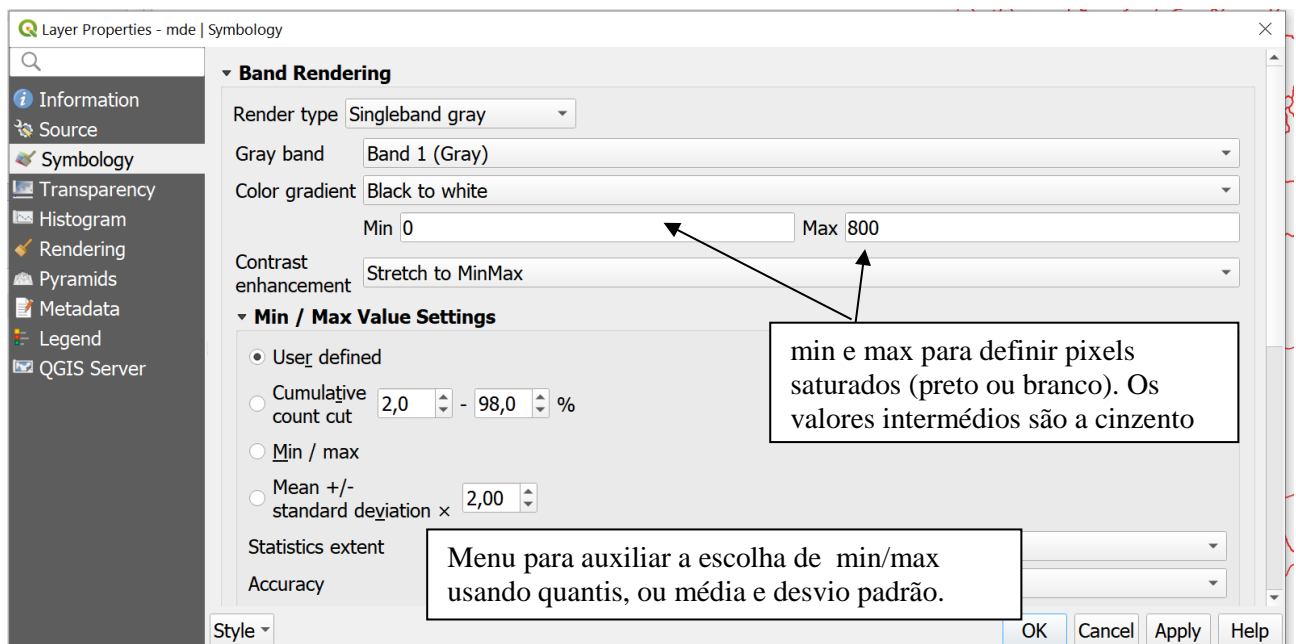 Layer Properties - mde | Symbology
Information
Source
Symbology
Transparency
Histogram
Rendering
Pyramids
Metadata
Legend
QGIS Server
Band Rendering
Render type Singleband gray
Gray band Band 1 (Gray)
Color gradient Black to white
Min 0 Max 800
Contrast
enhancement Stretch to MinMax
Min / Max Value Settings
User defined
Cumulative
count cut 2,0 - 98,0 %
Min / max
Mean +/-
standard deviation × 2,00
Statistics extent
Accuracy
min e max para definir pixels
saturados (preto ou branco). Os
valores intermédios são a cinzento
Menu para auxiliar a escolha de min/max
usando quantis, ou média e desvio padrão.
Style OK Cancel Apply Help